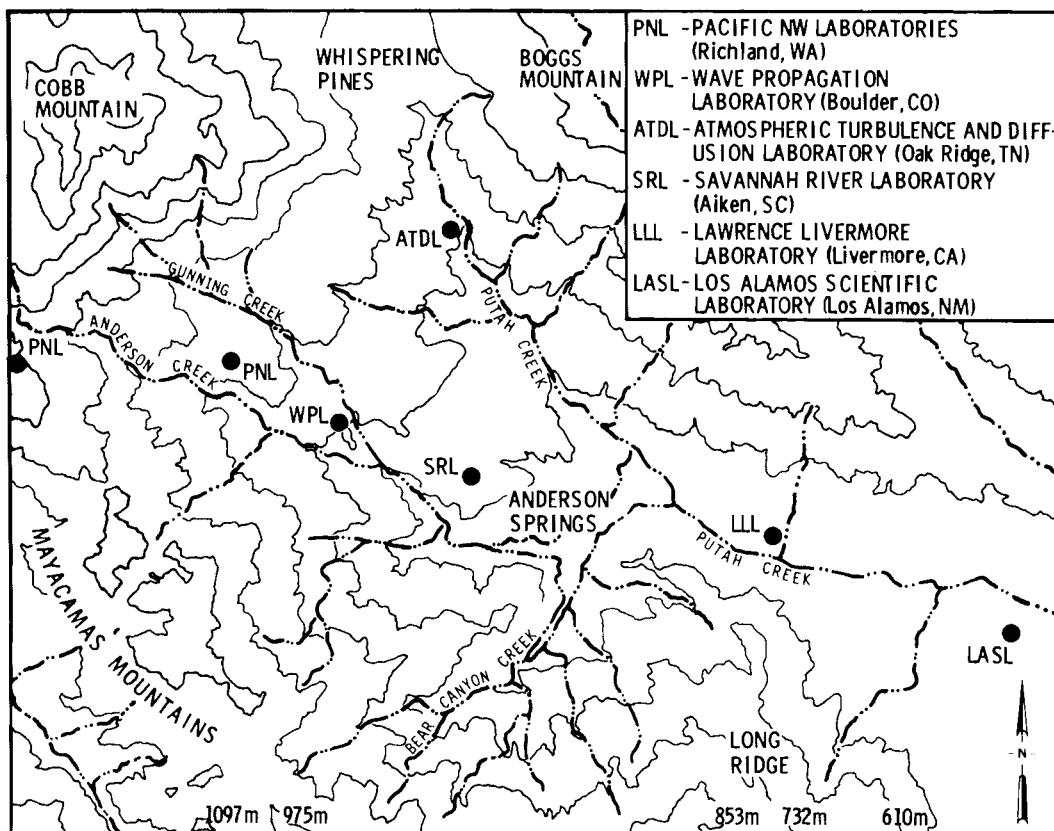 PNL - PACIFIC NW LABORATORIES
(Richland, WA)
WPL - WAVE PROPAGATION
LABORATORY (Boulder, CO)
ATDL - ATMOSPHERIC TURBULENCE AND DIFF-
USION LABORATORY (Oak Ridge, TN)
SRL - SAVANNAH RIVER LABORATORY
(Aiken, SC)
LLL - LAWRENCE LIVERMORE
LABORATORY (Livermore, CA)
LASL - LOS ALAMOS SCIENTIFIC
LABORATORY (Los Alamos, NM)
COBB
MOUNTAIN
WHISPERING
PINES
BOGGS
MOUNTAIN
ATDL
GUNNING CREEK
PUTAH CREEK
ANDERSON CREEK
PNL
PNL
WPL
SRL
ANDERSON
SPRINGS
LLL
PUTAH CREEK
MAYACAMAS' MOUNTAINS
BEAR CANYON CREEK
LASL
LONG
RIDGE
N
1097m 975m 853m 732m 610m